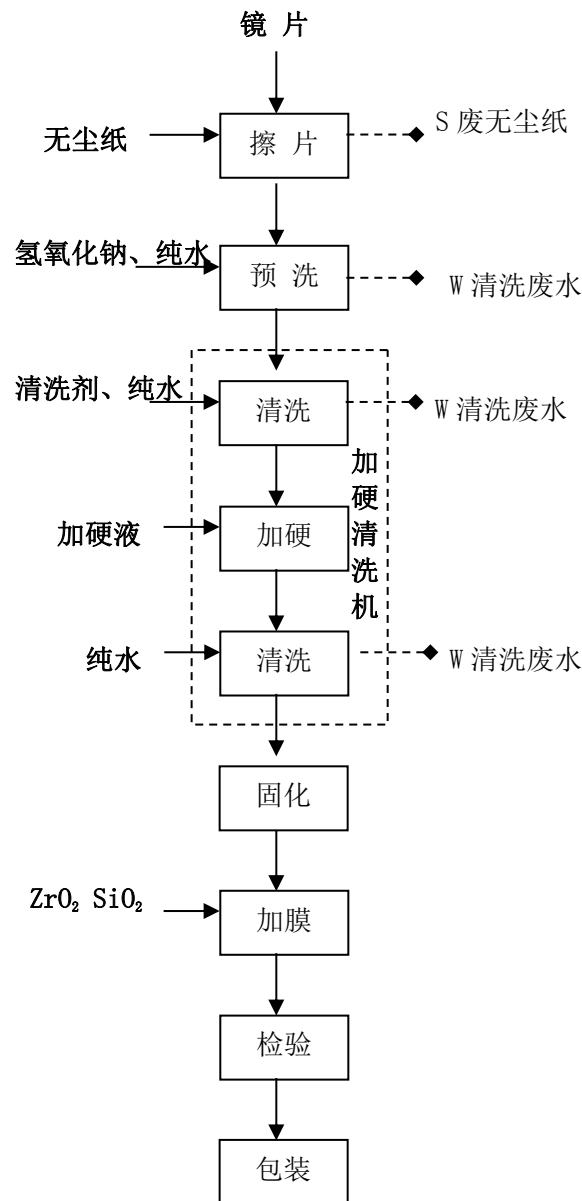 镜 片
无尘纸
擦 片
S 废无尘纸
氢氧化钠、纯水
预 洗
W 清洗废水
清洗剂、纯水
清洗
W 清洗废水
加硬清洗机
加硬液
加硬
纯水
清洗
W 清洗废水
固化
ZrO₂ SiO₂
加膜
检验
包装